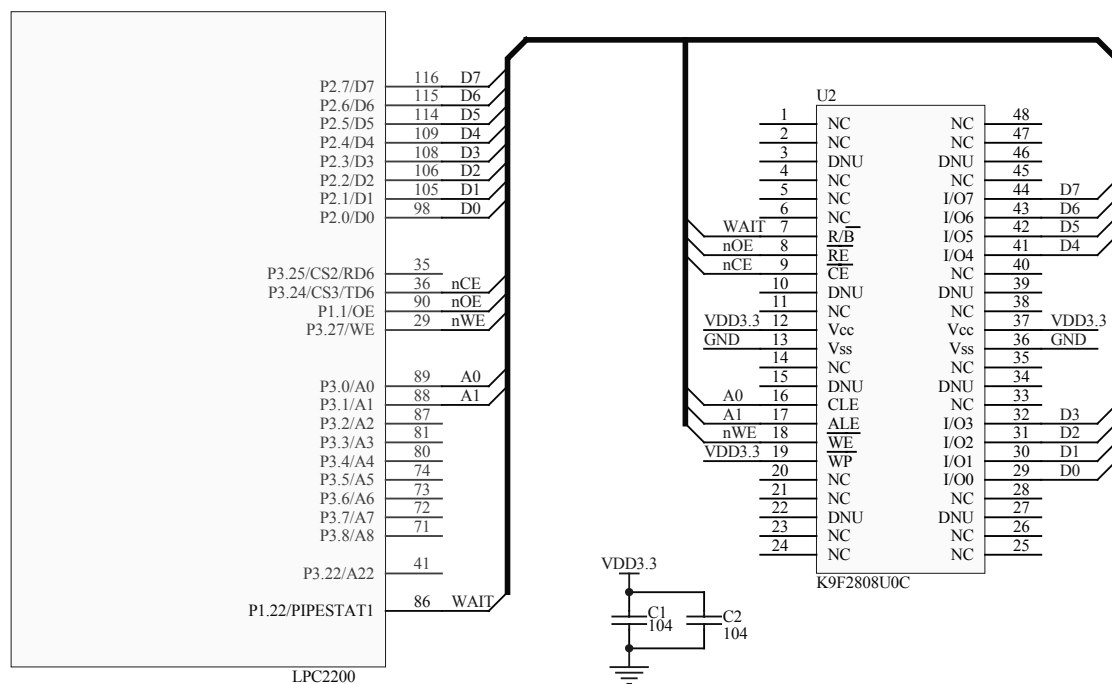 P2.7/D7 116 D7
P2.6/D6 115 D6
P2.5/D5 114 D5
P2.4/D4 109 D4
P2.3/D3 108 D3
P2.2/D2 106 D2
P2.1/D1 105 D1
P2.0/D0 98 D0
P3.25/CS2/RD6 35
P3.24/CS3/TD6 36 nCE
P1.1/OE 90 nOE
P3.27/WE 29 nWE
P3.0/A0 89 A0
P3.1/A1 88 A1
P3.2/A2 87
P3.3/A3 81
P3.4/A4 80
P3.5/A5 74
P3.6/A6 73
P3.7/A7 72
P3.8/A8 71
P3.22/A22 41
P1.22/PIPESTAT1 86 WAIT
LPC2200
U2
1 NC NC 48
2 NC NC 47
3 DNU DNU 46
4 NC NC 45
5 NC I/O7 44 D7
6 NC I/O6 43 D6
WAIT 7 R/B I/O5 42 D5
nOE 8 RE I/O4 41 D4
nCE 9 CE NC 40
10 DNU DNU 39
11 NC NC 38
VDD3.3 12 Vcc Vcc 37 VDD3.3
GND 13 Vss Vss 36 GND
14 NC NC 35
15 DNU DNU 34
A0 16 CLE NC 33
A1 17 ALE I/O3 32 D3
nWE 18 WE I/O2 31 D2
VDD3.3 19 WP I/O1 30 D1
20 NC I/O0 29 D0
21 NC NC 28
22 DNU DNU 27
23 NC NC 26
24 NC NC 25
K9F2808U0C
VDD3.3
C1 C2
104 104